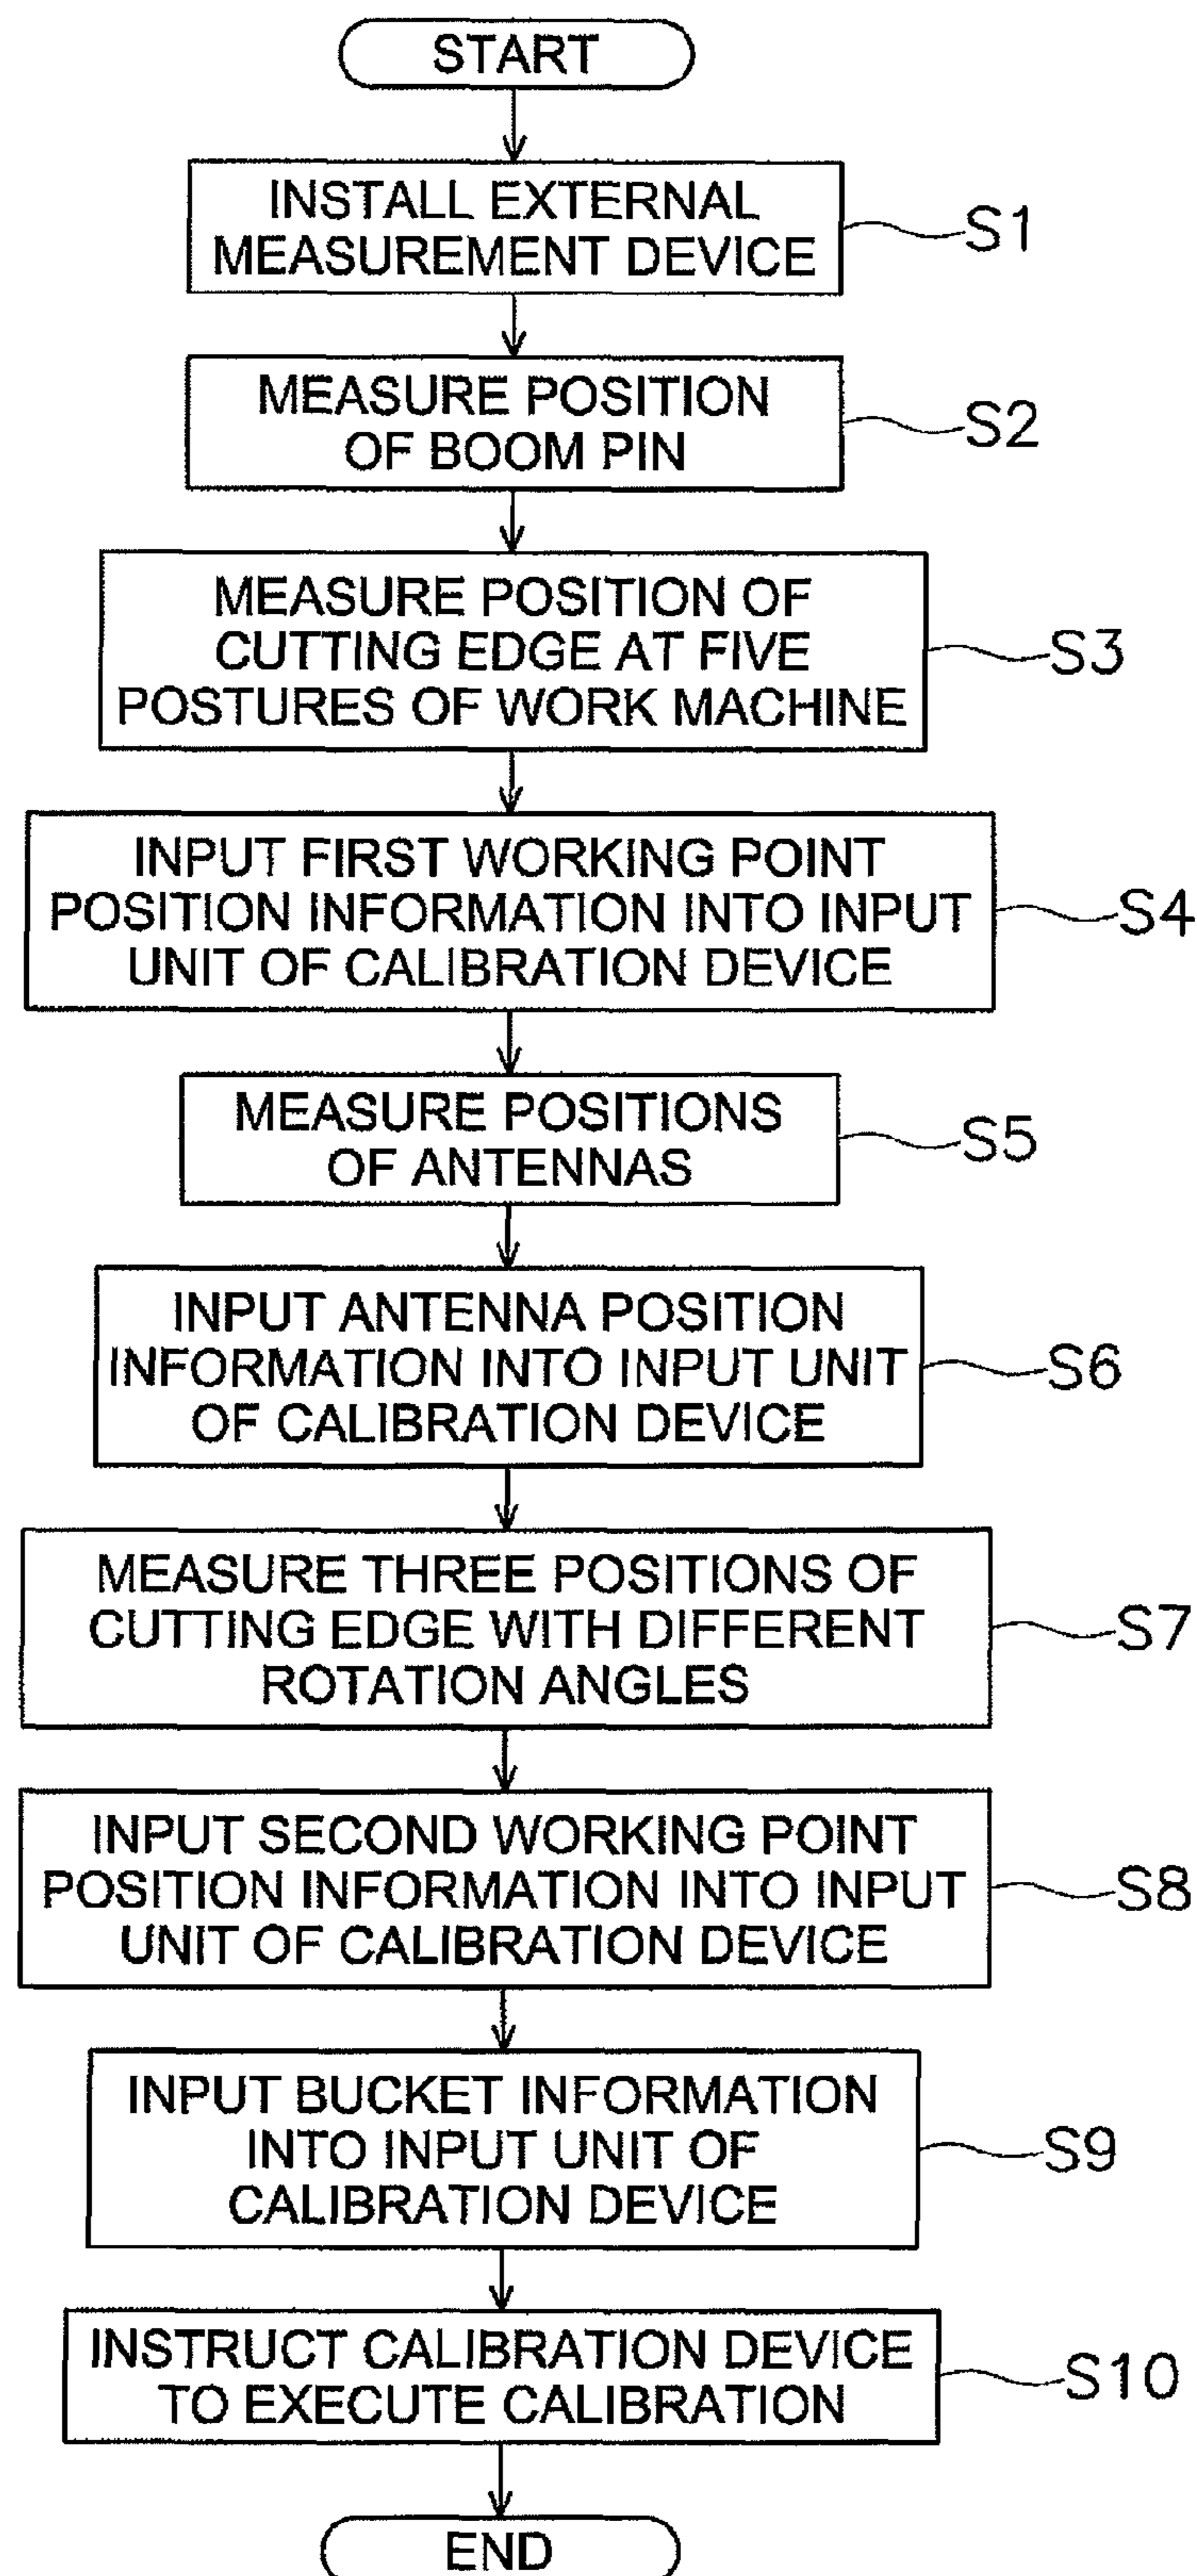 START
INSTALL EXTERNAL
MEASUREMENT DEVICE
S1
MEASURE POSITION
OF BOOM PIN
S2
MEASURE POSITION OF
CUTTING EDGE AT FIVE
POSTURES OF WORK MACHINE
S3
INPUT FIRST WORKING POINT
POSITION INFORMATION INTO INPUT
UNIT OF CALIBRATION DEVICE
S4
MEASURE POSITIONS
OF ANTENNAS
S5
INPUT ANTENNA POSITION
INFORMATION INTO INPUT UNIT
OF CALIBRATION DEVICE
S6
MEASURE THREE POSITIONS OF
CUTTING EDGE WITH DIFFERENT
ROTATION ANGLES
S7
INPUT SECOND WORKING POINT
POSITION INFORMATION INTO INPUT
UNIT OF CALIBRATION DEVICE
S8
INPUT BUCKET INFORMATION
INTO INPUT UNIT OF
CALIBRATION DEVICE
S9
INSTRUCT CALIBRATION DEVICE
TO EXECUTE CALIBRATION
S10
END